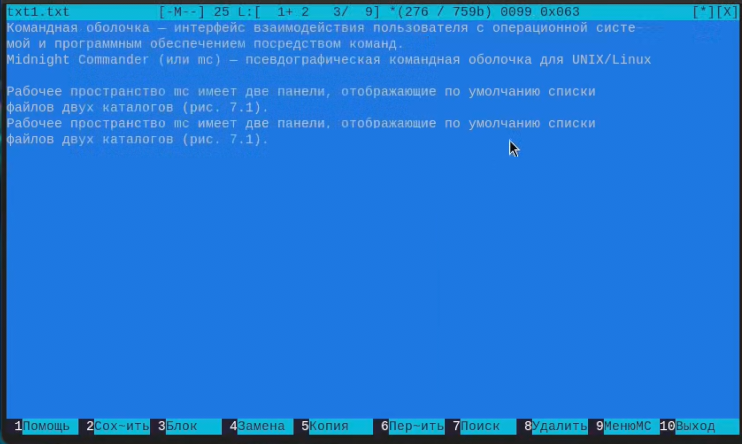 txt1.txt [-M--] 25 L:[ 1+ 2 3/ 9] *(276 / 759b) 0099 0x063 [*][X]
Командная оболочка — интерфейс взаимодействия пользователя с операционной систе-
мой и программным обеспечением посредством команд.
Midnight Commander (или mc) — псевдографическая командная оболочка для UNIX/Linux
Рабочее пространство mc имеет две панели, отображающие по умолчанию списки
файлов двух каталогов (рис. 7.1).
Рабочее пространство mc имеет две панели, отображающие по умолчанию списки
файлов двух каталогов (рис. 7.1).
1Помощь 2Сох~ить 3Блок 4Замена 5Копия 6Пер~ить 7Поиск 8Удалить 9МенюMC 10Выход